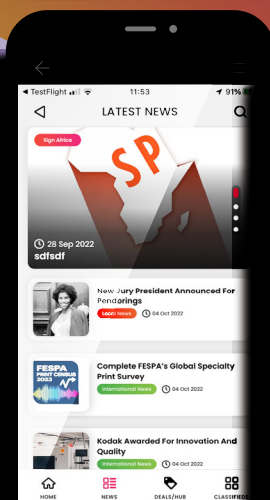 TestFlight 11:53 91%
LATEST NEWS
Sign Africa
SP
28 Sep 2022
sdfsdf
New Jury President Announced For
Pendorings
Local News 04 Oct 2022
FESPA
PRINT CENSUS
2023
Complete FESPA's Global Specialty
Print Survey
International News 04 Oct 2022
Kodak Awarded For Innovation And
Quality
International News 04 Oct 2022
HOME NEWS DEALS/HUB CLASSIFIEDS